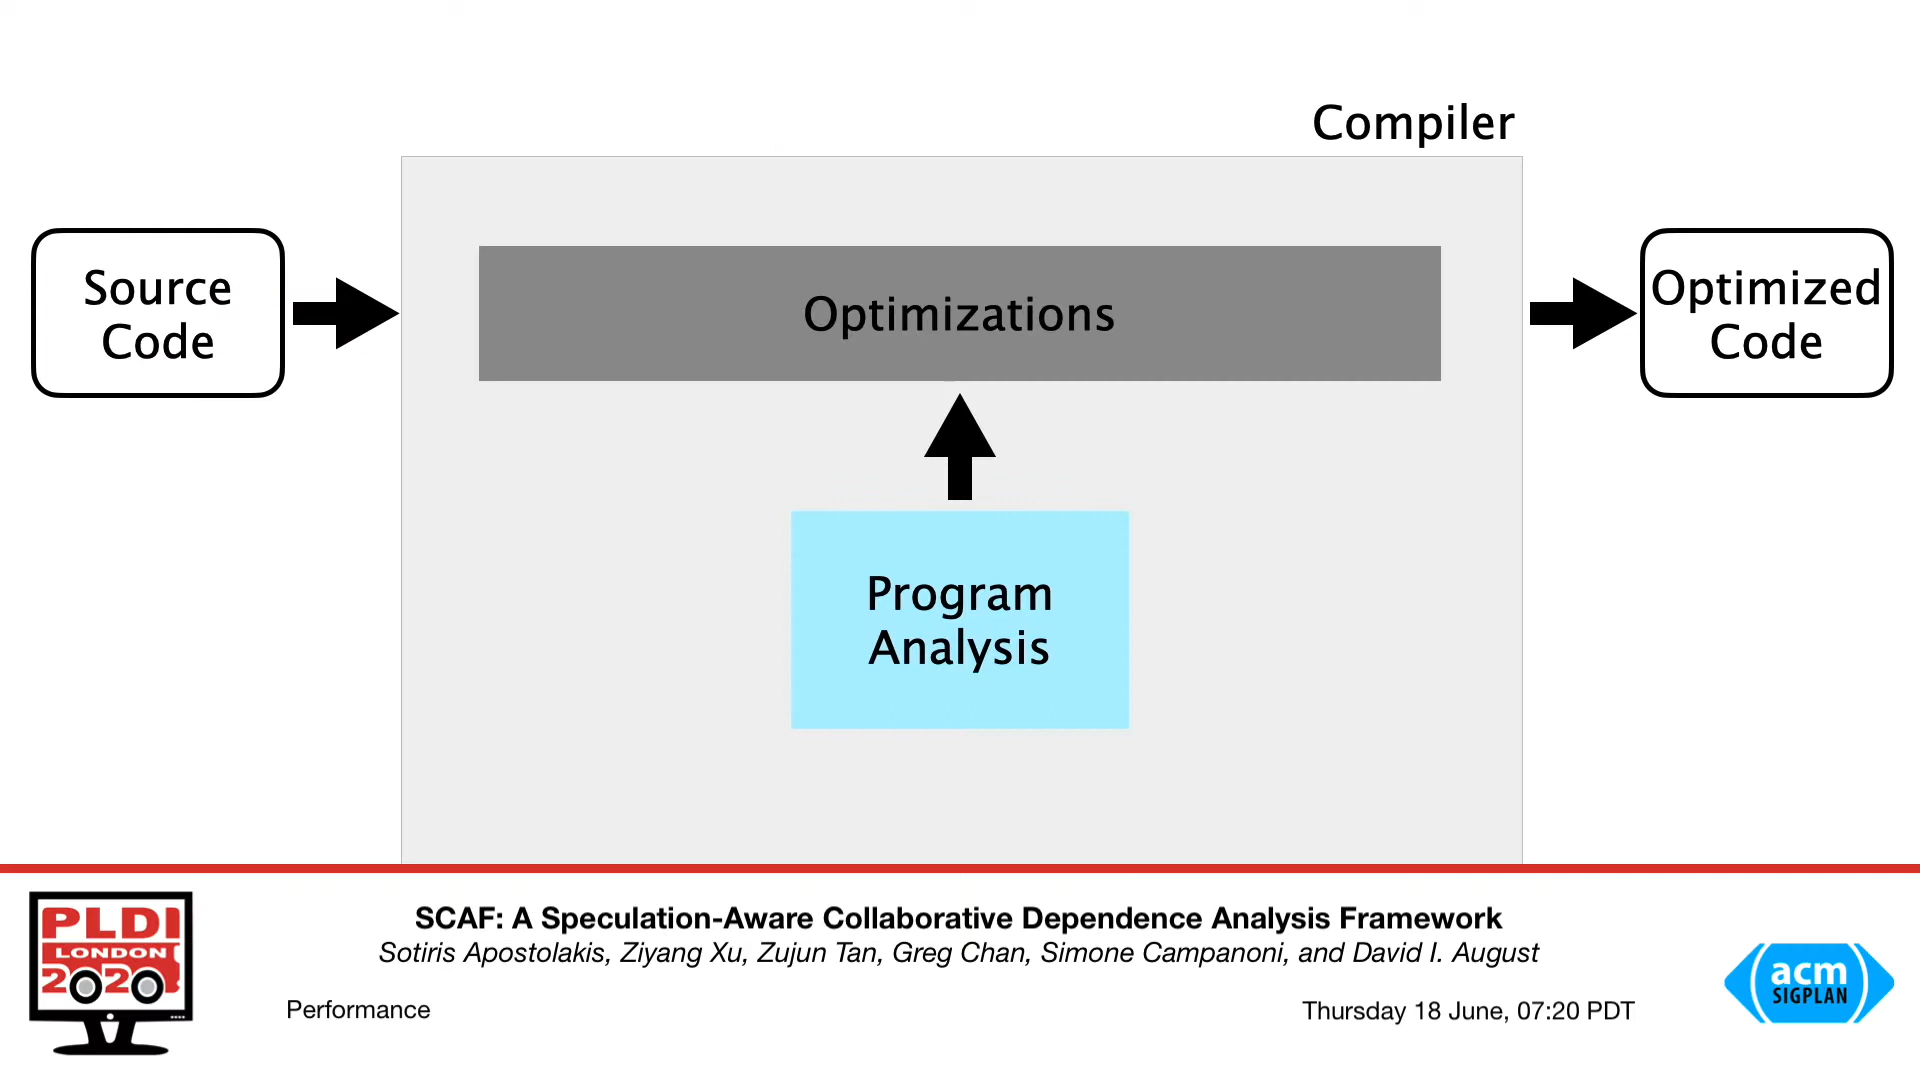 Compiler
Source
Code
Optimizations
Optimized
Code
Program
Analysis
SCAF: A Speculation-Aware Collaborative Dependence Analysis Framework
Sotiris Apostolakis, Ziyang Xu, Zujun Tan, Greg Chan, Simone Campanoni, and David I. August
Performance
Thursday 18 June, 07:20 PDT
PLDI
LONDON
2020
acm
SIGPLAN